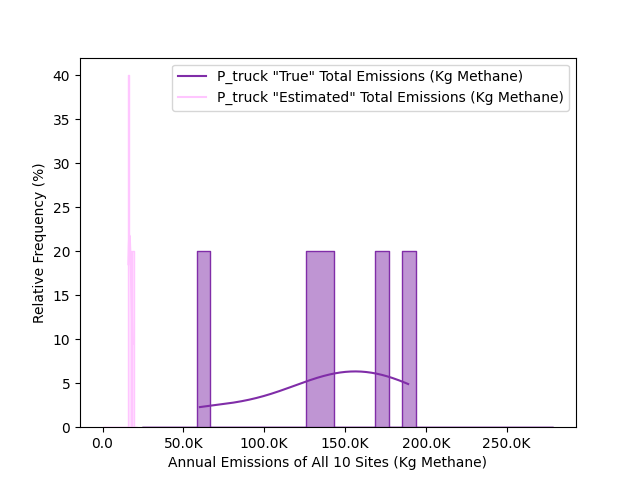 P_truck "True" Total Emissions (Kg Methane)
P_truck "Estimated" Total Emissions (Kg Methane)
40
35
30
25
20
15
10
5
0
Relative Frequency (%)
0.0 50.0K 100.0K 150.0K 200.0K 250.0K
Annual Emissions of All 10 Sites (Kg Methane)